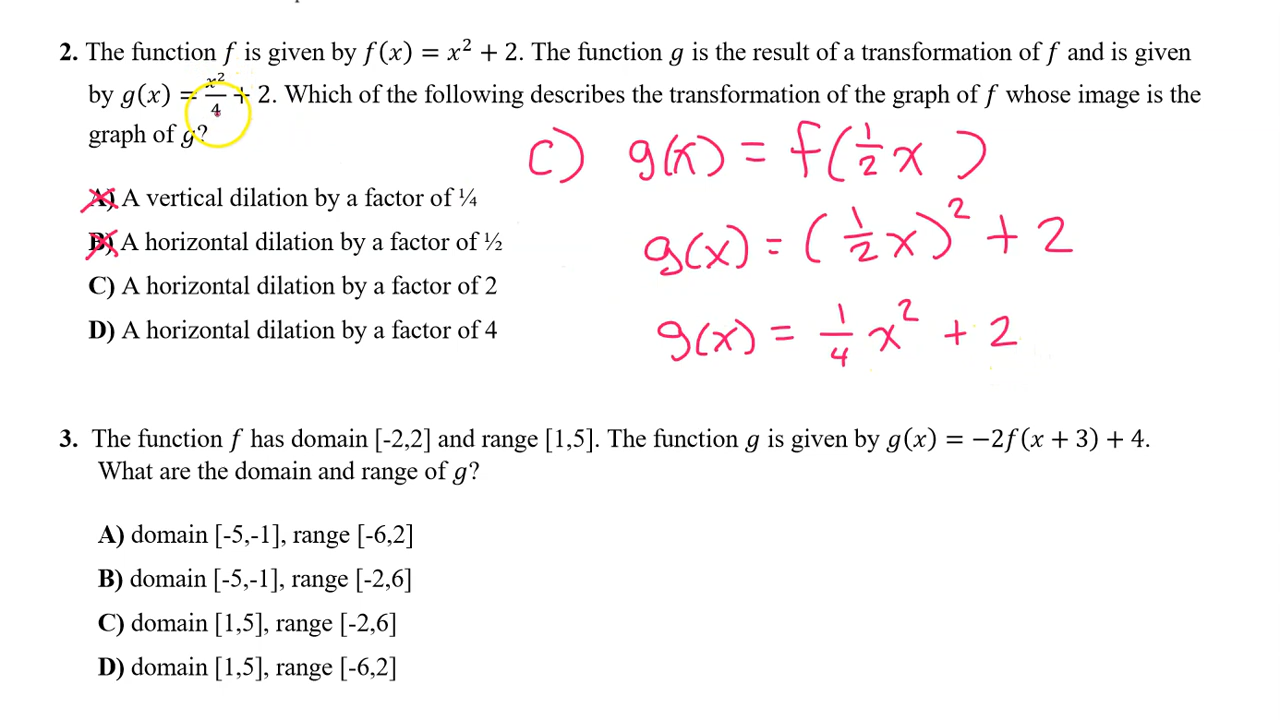 2. The function f is given by f(x) = x² + 2. The function g is the result of a transformation of f and is given
by g(x) = x²/4 + 2. Which of the following describes the transformation of the graph of f whose image is the
graph of g?
A) A vertical dilation by a factor of ¼
B) A horizontal dilation by a factor of ½
C) A horizontal dilation by a factor of 2
D) A horizontal dilation by a factor of 4
C) g(x) = f(1/2 x )
g(x) = (1/2 x)² + 2
g(x) = 1/4 x² + 2
3. The function f has domain [-2,2] and range [1,5]. The function g is given by g(x) = −2f(x + 3) + 4.
What are the domain and range of g?
A) domain [-5,-1], range [-6,2]
B) domain [-5,-1], range [-2,6]
C) domain [1,5], range [-2,6]
D) domain [1,5], range [-6,2]